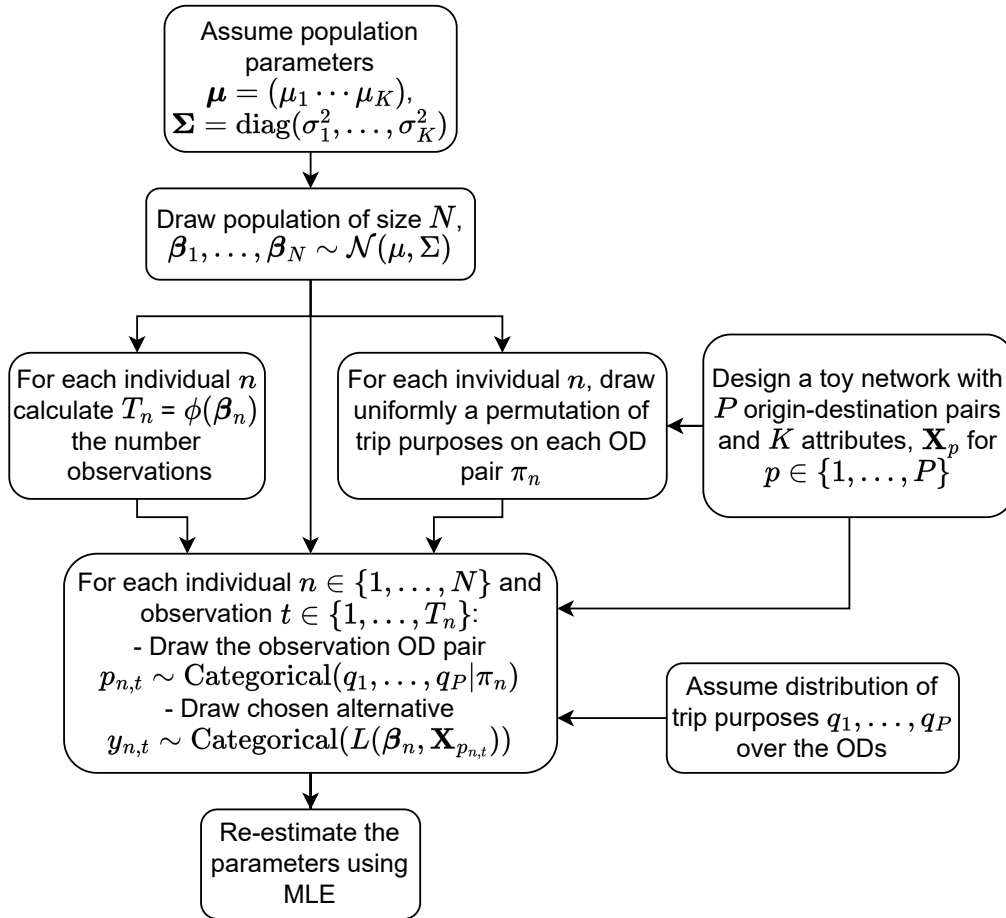 Assume population
parameters
𝝁 = (μ₁ ⋯ μ_K),
𝚺 = diag(σ₁², …, σ_K²)
Draw population of size N,
𝜷₁, …, 𝜷_N ∼ 𝒩(μ, Σ)
For each individual n
calculate T_n = ϕ(𝜷_n)
the number
observations
For each invividual n, draw
uniformly a permutation of
trip purposes on each OD
pair π_n
Design a toy network with
P origin-destination pairs
and K attributes, 𝐗_p for
p ∈ {1, …, P}
For each individual n ∈ {1, …, N} and
observation t ∈ {1, …, T_n}:
- Draw the observation OD pair
p_{n,t} ∼ Categorical(q₁, …, q_P|π_n)
- Draw chosen alternative
y_{n,t} ∼ Categorical(L(𝜷_n, 𝐗_{p_{n,t}}))
Assume distribution of
trip purposes q₁, …, q_P
over the ODs
Re-estimate the
parameters using
MLE